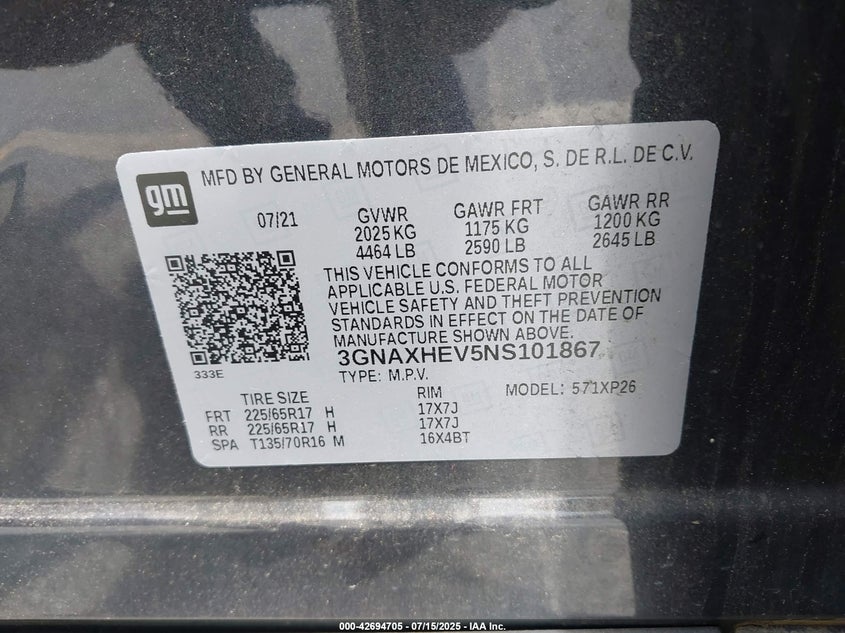 gm
MFD BY GENERAL MOTORS DE MEXICO, S. DE R.L. DE C.V.
07/21 GVWR GAWR FRT GAWR RR
2025 KG 1175 KG 1200 KG
4464 LB 2590 LB 2645 LB
THIS VEHICLE CONFORMS TO ALL
APPLICABLE U.S. FEDERAL MOTOR
VEHICLE SAFETY AND THEFT PREVENTION
STANDARDS IN EFFECT ON THE DATE OF
MANUFACTURE SHOWN ABOVE.
333E
3GNAXHEV5NS101867
TYPE: M.P.V. MODEL: 571XP26
TIRE SIZE RIM
FRT 225/65R17 H 17X7J
RR 225/65R17 H 17X7J
SPA T135/70R16 M 16X4BT
000-42694705 - 07/15/2025 - IAA Inc.